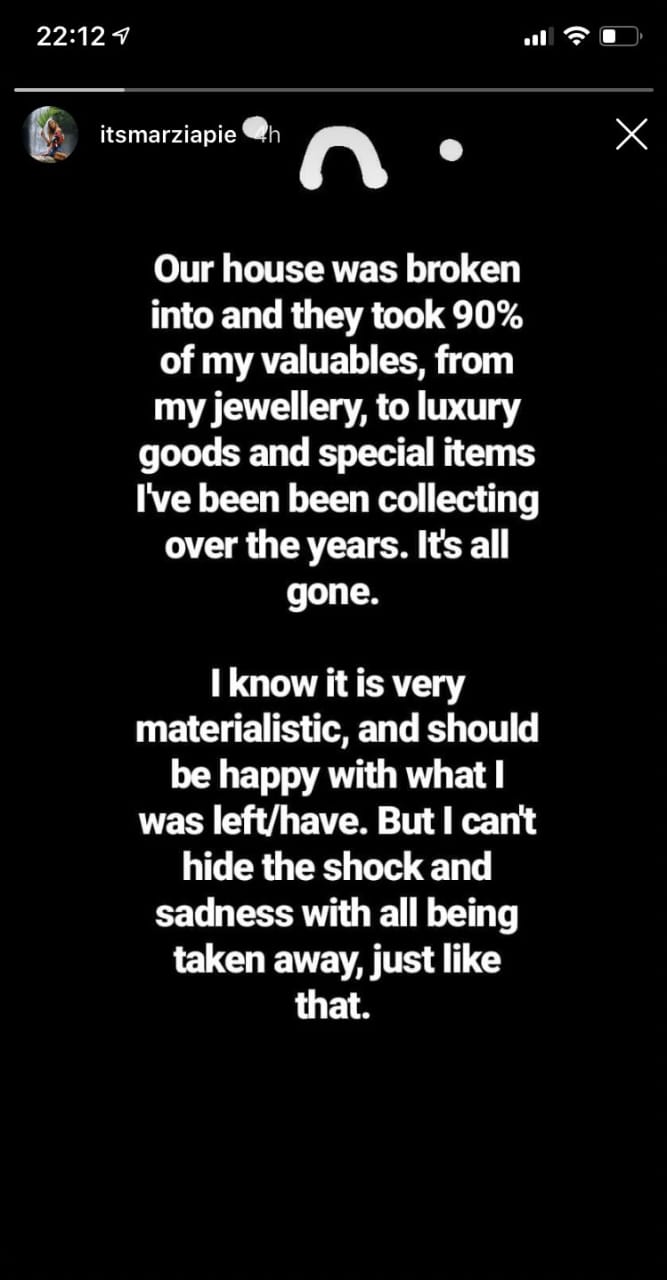 22:12
itsmarziapie 4h
Our house was broken
into and they took 90%
of my valuables, from
my jewellery, to luxury
goods and special items
I've been been collecting
over the years. It's all
gone.
I know it is very
materialistic, and should
be happy with what I
was left/have. But I can't
hide the shock and
sadness with all being
taken away, just like
that.